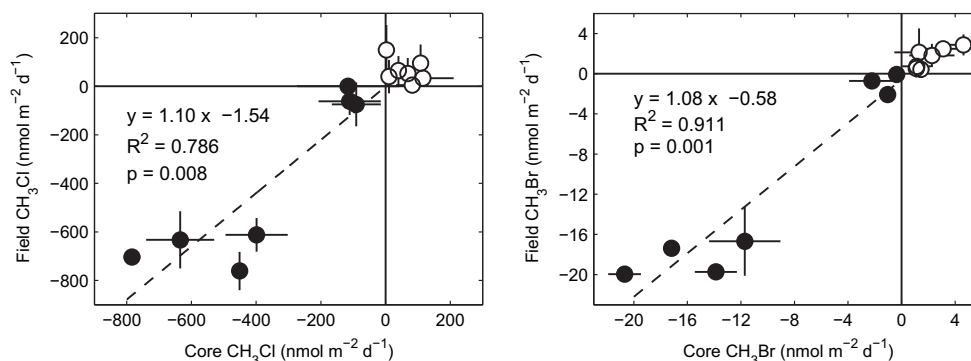 200
0
−200
−400
−600
−800
−800 −600 −400 −200 0 200
Field CH₃Cl (nmol m⁻² d⁻¹)
Core CH₃Cl (nmol m⁻² d⁻¹)
y = 1.10 x −1.54
R² = 0.786
p = 0.008
4
0
−4
−8
−12
−16
−20
−24 −20 −16 −12 −8 −4 0 4
Field CH₃Br (nmol m⁻² d⁻¹)
Core CH₃Br (nmol m⁻² d⁻¹)
y = 1.08 x −0.58
R² = 0.911
p = 0.001